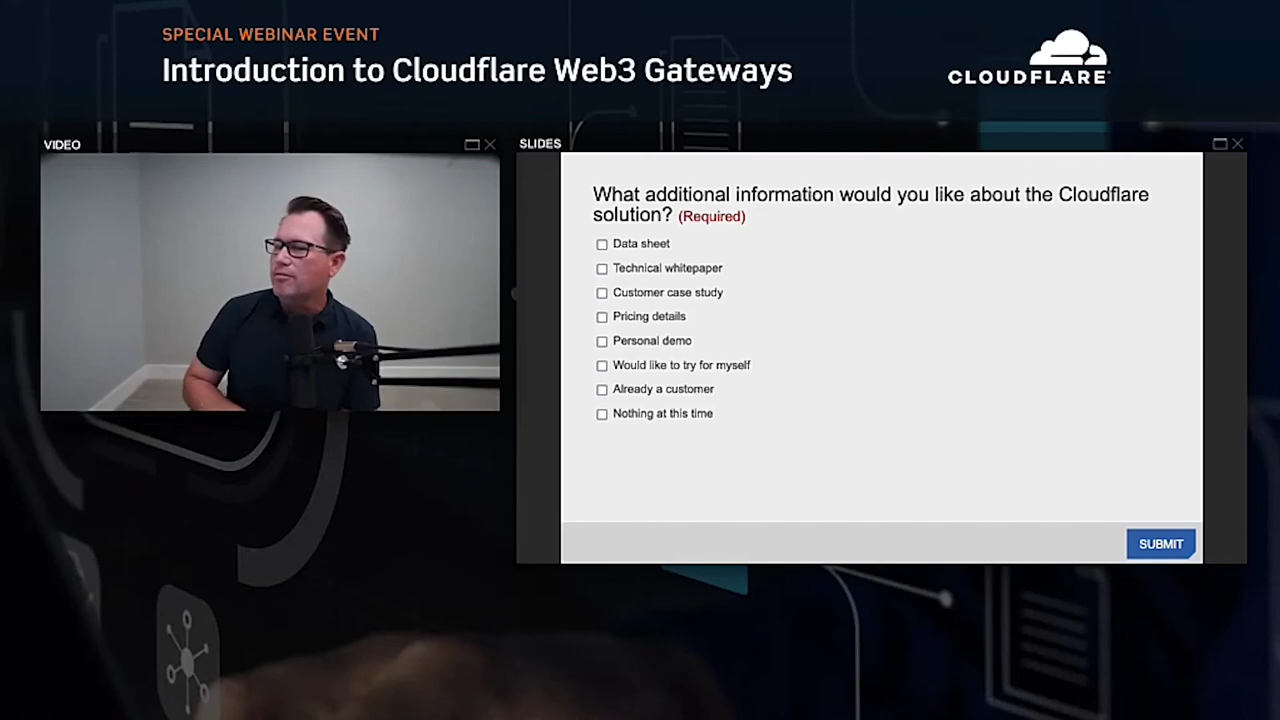 SPECIAL WEBINAR EVENT
Introduction to Cloudflare Web3 Gateways
CLOUDFLARE
VIDEO
SLIDES
What additional information would you like about the Cloudflare
solution? (Required)
Data sheet
Technical whitepaper
Customer case study
Pricing details
Personal demo
Would like to try for myself
Already a customer
Nothing at this time
SUBMIT